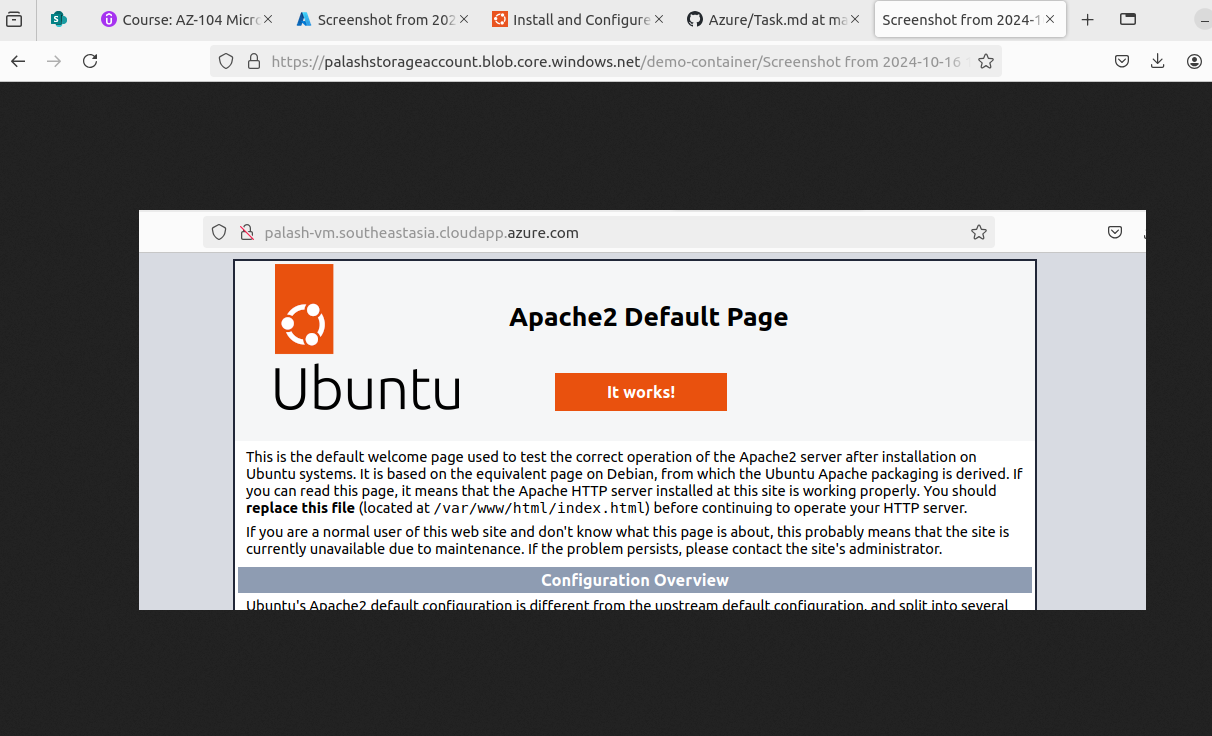 Course: AZ-104 Micro
Screenshot from 202
Install and Configure
Azure/Task.md at ma
Screenshot from 2024-1
https://palashstorageaccount.blob.core.windows.net/demo-container/Screenshot from 2024-10-16
palash-vm.southeastasia.cloudapp.azure.com
Apache2 Default Page
Ubuntu
It works!
This is the default welcome page used to test the correct operation of the Apache2 server after installation on
Ubuntu systems. It is based on the equivalent page on Debian, from which the Ubuntu Apache packaging is derived. If
you can read this page, it means that the Apache HTTP server installed at this site is working properly. You should
replace this file (located at /var/www/html/index.html) before continuing to operate your HTTP server.
If you are a normal user of this web site and don't know what this page is about, this probably means that the site is
currently unavailable due to maintenance. If the problem persists, please contact the site's administrator.
Configuration Overview
Ubuntu's Apache2 default configuration is different from the upstream default configuration, and split into several